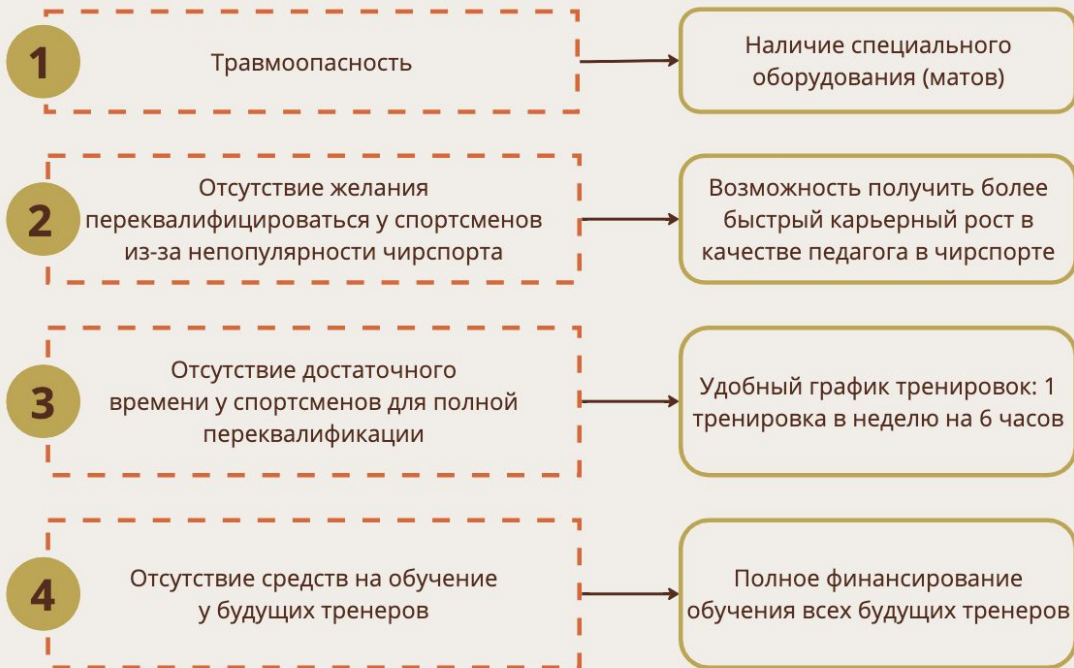 1
Травмоопасность
Наличие специального
оборудования (матов)
2
Отсутствие желания
переквалифицироваться у спортсменов
из-за непопулярности чирспорта
Возможность получить более
быстрый карьерный рост в
качестве педагога в чирспорте
3
Отсутствие достаточного
времени у спортсменов для полной
переквалификации
Удобный график тренировок: 1
тренировка в неделю на 6 часов
4
Отсутствие средств на обучение
у будущих тренеров
Полное финансирование
обучения всех будущих тренеров